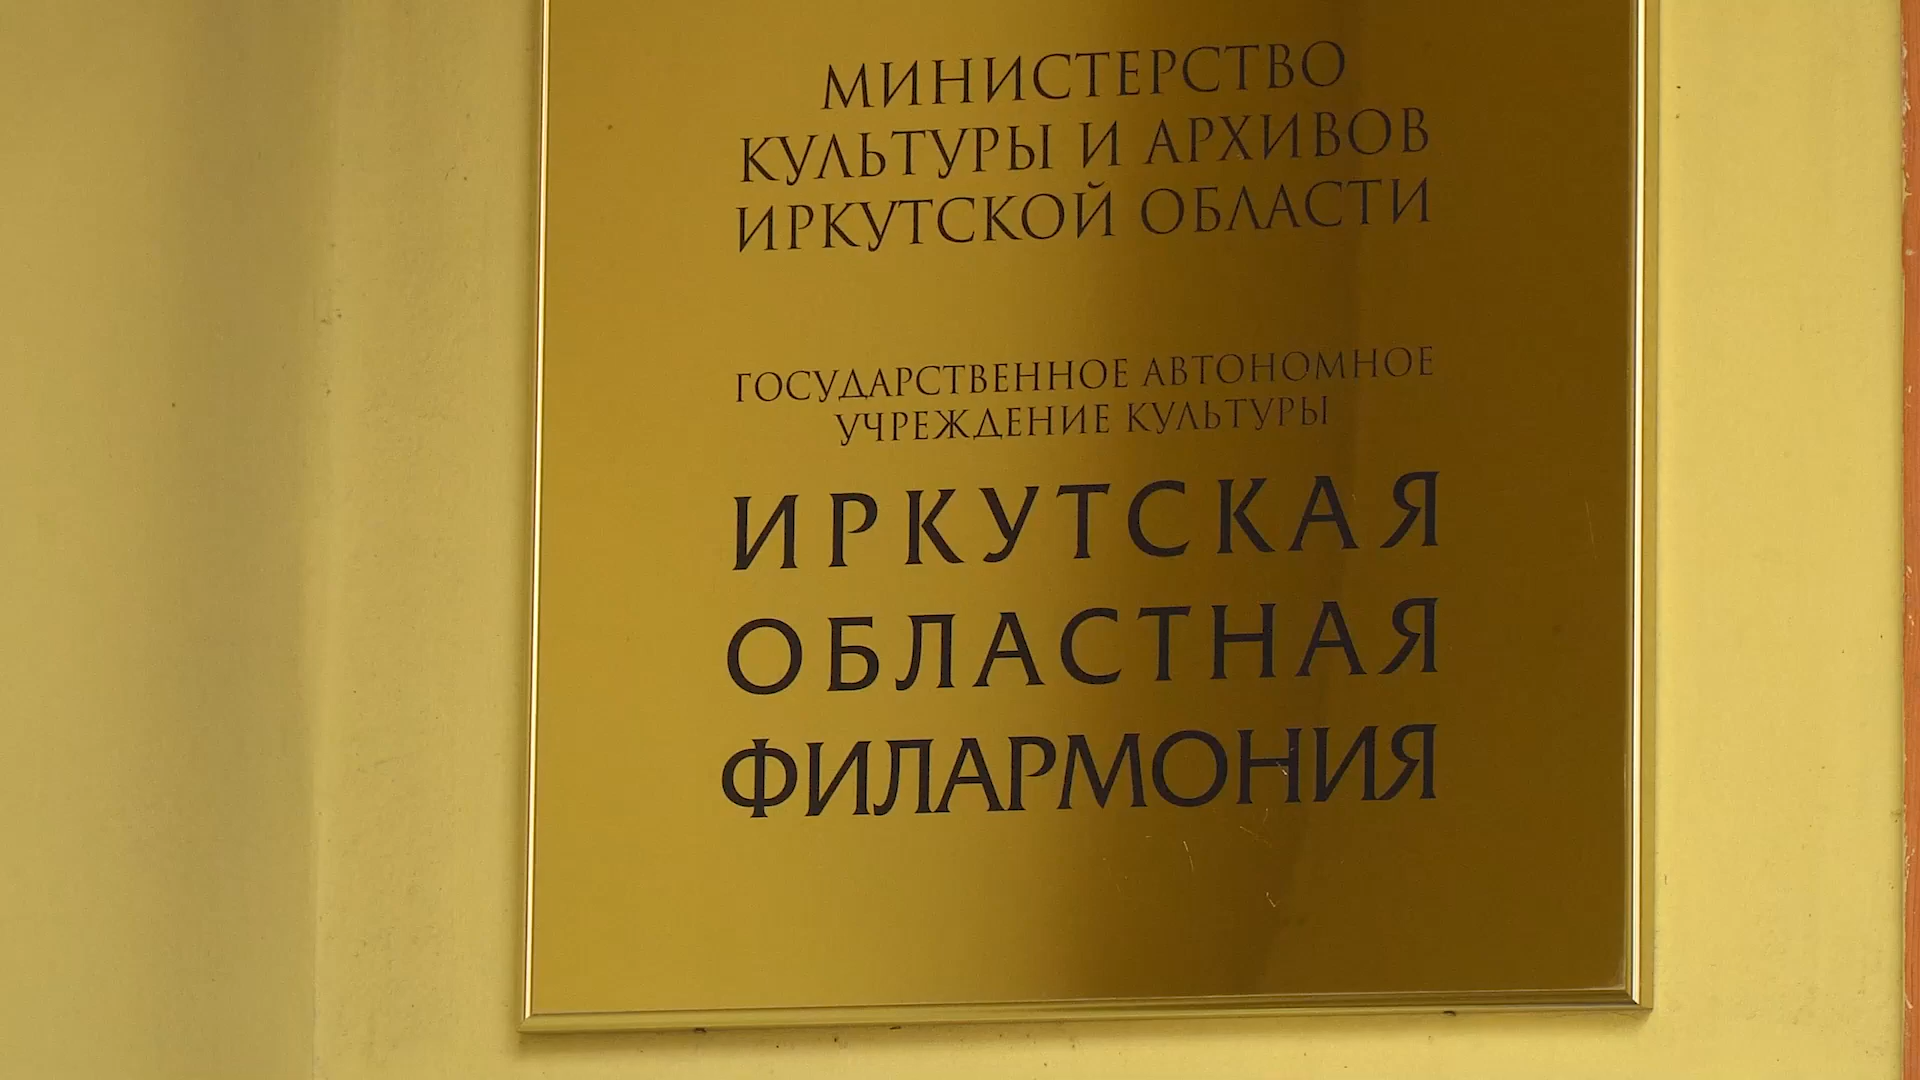 МИНИСТЕРСТВО
КУЛЬТУРЫ И АРХИВОВ
ИРКУТСКОЙ ОБЛАСТИ
ГОСУДАРСТВЕННОЕ АВТОНОМНОЕ
УЧРЕЖДЕНИЕ КУЛЬТУРЫ
ИРКУТСКАЯ
ОБЛАСТНАЯ
ФИЛАРМОНИЯ